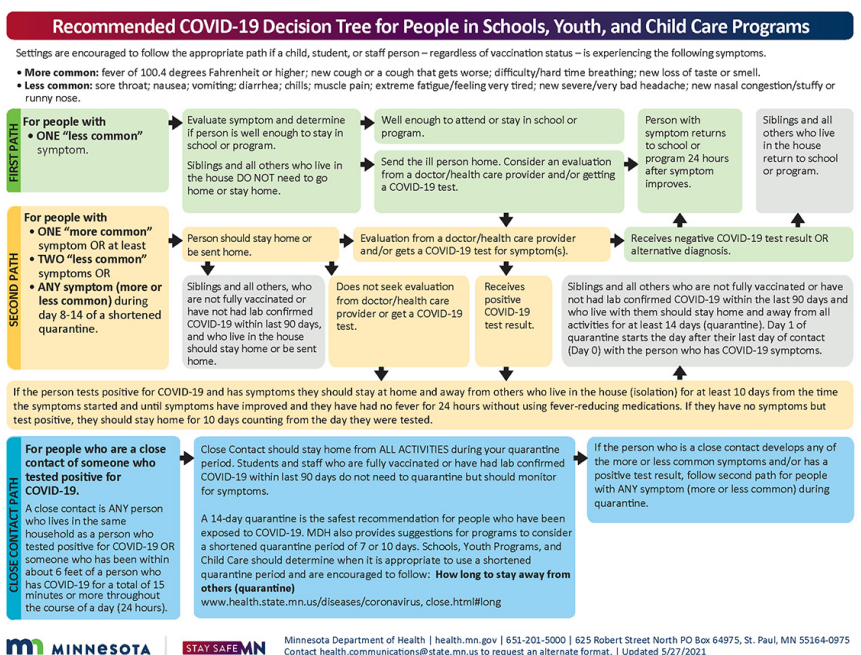 Recommended COVID-19 Decision Tree for People in Schools, Youth, and Child Care Programs
Settings are encouraged to follow the appropriate path if a child, student, or staff person – regardless of vaccination status – is experiencing the following symptoms.
• More common: fever of 100.4 degrees Fahrenheit or higher; new cough or a cough that gets worse; difficulty/hard time breathing; new loss of taste or smell.
• Less common: sore throat; nausea; vomiting; diarrhea; chills; muscle pain; extreme fatigue/feeling very tired; new severe/very bad headache; new nasal congestion/stuffy or
runny nose.
FIRST PATH
For people with
• ONE “less common”
symptom.
Evaluate symptom and determine
if person is well enough to stay in
school or program.
Siblings and all others who live in
the house DO NOT need to go
home or stay home.
Well enough to attend or stay in school or
program.
Send the ill person home. Consider an evaluation
from a doctor/health care provider and/or getting
a COVID-19 test.
Person with
symptom returns
to school or
program 24 hours
after symptom
improves.
Siblings and all
others who live
in the house
return to school
or program.
SECOND PATH
For people with
• ONE “more common”
symptom OR at least
• TWO “less common”
symptoms OR
• ANY symptom (more or
less common) during
day 8-14 of a shortened
quarantine.
Person should stay home or
be sent home.
Evaluation from a doctor/health care provider
and/or gets a COVID-19 test for symptom(s).
Receives negative COVID-19 test result OR
alternative diagnosis.
Siblings and all others, who
are not fully vaccinated or
have not had lab confirmed
COVID-19 within last 90 days,
and who live in the house
should stay home or be sent
home.
Does not seek evaluation
from doctor/health care
provider or get a COVID-19
test.
Receives
positive
COVID-19
test result.
Siblings and all others who are not fully vaccinated or have
not had lab confirmed COVID-19 within the last 90 days and
who live with them should stay home and away from all
activities for at least 14 days (quarantine). Day 1 of
quarantine starts the day after their last day of contact
(Day 0) with the person who has COVID-19 symptoms.
If the person tests positive for COVID-19 and has symptoms they should stay at home and away from others who live in the house (isolation) for at least 10 days from the time
the symptoms started and until symptoms have improved and they have had no fever for 24 hours without using fever-reducing medications. If they have no symptoms but
test positive, they should stay home for 10 days counting from the day they were tested.
CLOSE CONTACT PATH
For people who are a close
contact of someone who
tested positive for
COVID-19.
A close contact is ANY person
who lives in the same
household as a person who
tested positive for COVID-19 OR
someone who has been within
about 6 feet of a person who
has COVID-19 for a total of 15
minutes or more throughout
the course of a day (24 hours).
Close Contact should stay home from ALL ACTIVITIES during your quarantine
period. Students and staff who are fully vaccinated or have had lab confirmed
COVID-19 within last 90 days do not need to quarantine but should monitor
for symptoms.
A 14-day quarantine is the safest recommendation for people who have been
exposed to COVID-19. MDH also provides suggestions for programs to consider
a shortened quarantine period of 7 or 10 days. Schools, Youth Programs, and
Child Care should determine when it is appropriate to use a shortened
quarantine period and are encouraged to follow: How long to stay away from
others (quarantine)
www.health.state.mn.us/diseases/coronavirus, close.html#long
If the person who is a close contact develops any of
the more or less common symptoms and/or has a
positive test result, follow second path for people
with ANY symptom (more or less common) during
quarantine.
mn MINNESOTA
STAY SAFE MN
Minnesota Department of Health | health.mn.gov | 651-201-5000 | 625 Robert Street North PO Box 64975, St. Paul, MN 55164-0975
Contact health.communications@state.mn.us to request an alternate format. | Updated 5/27/2021